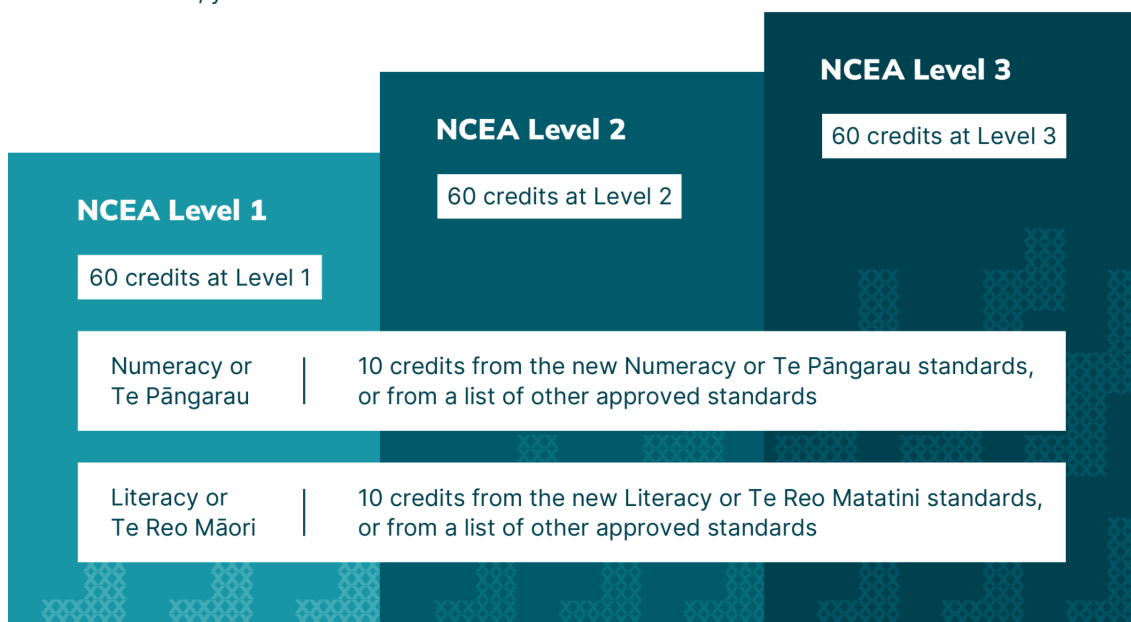 NCEA Level 3
60 credits at Level 3
NCEA Level 2
60 credits at Level 2
NCEA Level 1
60 credits at Level 1
Numeracy or
Te Pāngarau
10 credits from the new Numeracy or Te Pāngarau standards,
or from a list of other approved standards
Literacy or
Te Reo Māori
10 credits from the new Literacy or Te Reo Matatini standards,
or from a list of other approved standards